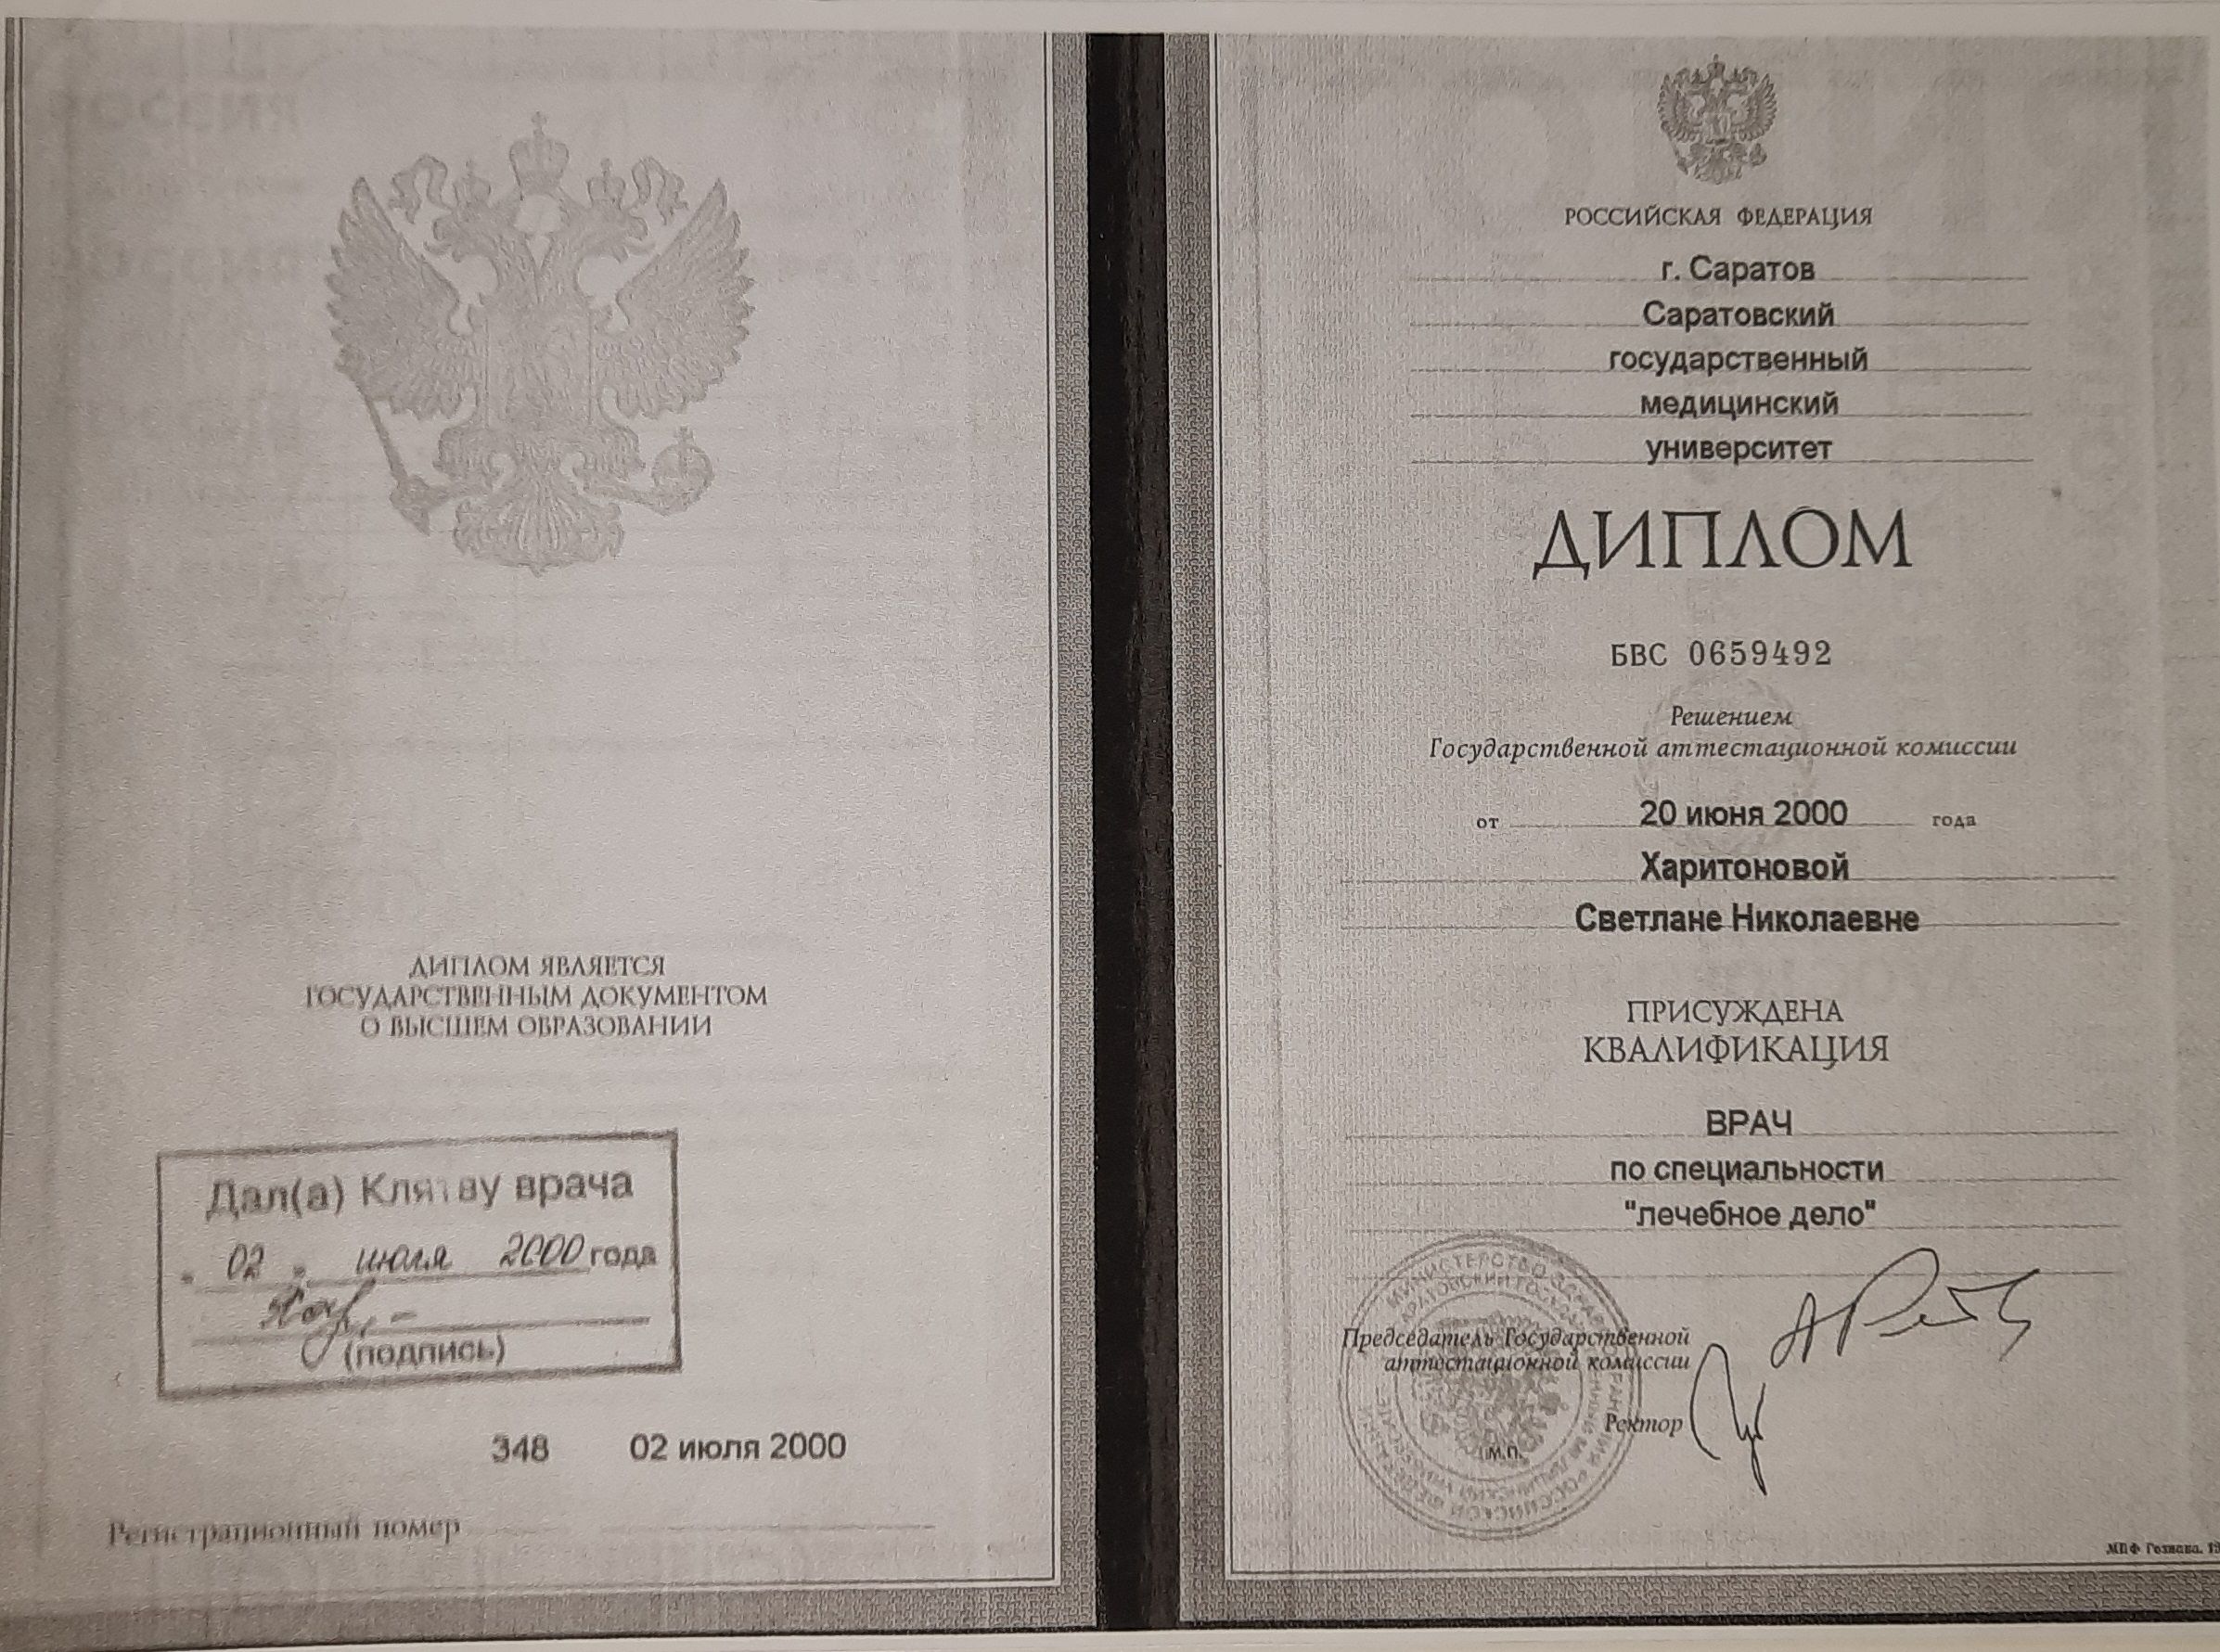 ДИПЛОМ ЯВЛЯЕТСЯ
ГОСУДАРСТВЕННЫМ ДОКУМЕНТОМ
О ВЫСШЕМ ОБРАЗОВАНИИ
Дал(а) Клятву врача
" 02 " июля 2000 года
(подпись)
348 02 июля 2000
Регистрационный номер
РОССИЙСКАЯ ФЕДЕРАЦИЯ
г. Саратов
Саратовский
государственный
медицинский
университет
ДИПЛОМ
БВС 0659492
Решением
Государственной аттестационной комиссии
от 20 июня 2000 года
Харитоновой
Светлане Николаевне
ПРИСУЖДЕНА
КВАЛИФИКАЦИЯ
ВРАЧ
по специальности
"лечебное дело"
Председатель Государственной
аттестационной комиссии
Ректор
М.П.
МПФ Гознака.